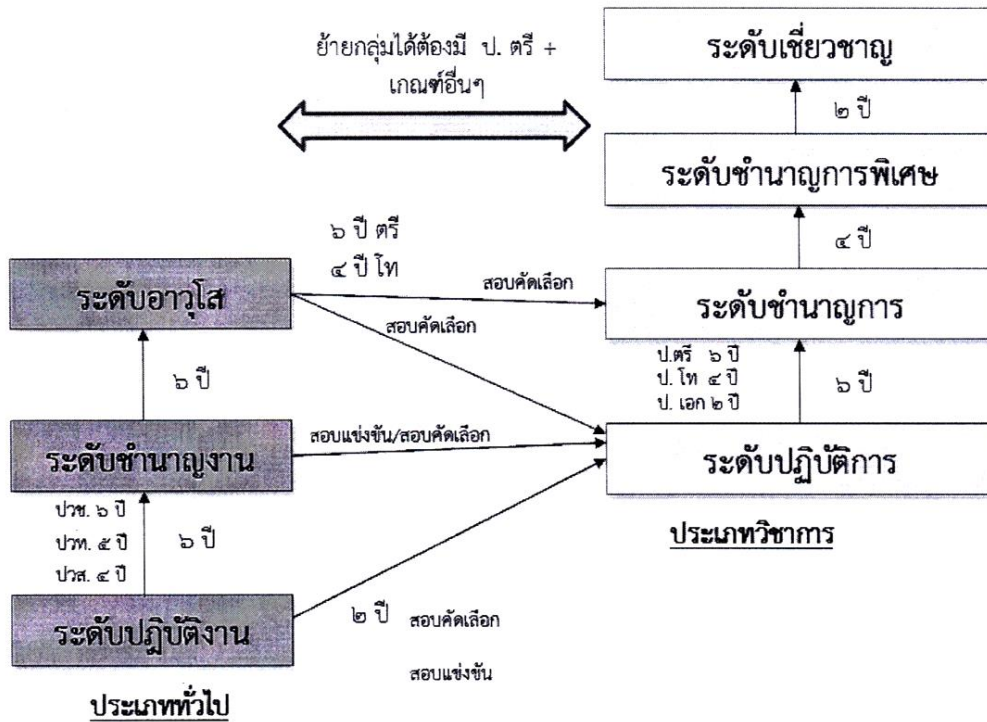 ย้ายกลุ่มได้ต้องมี ป. ตรี +
เกณฑ์อื่นๆ
ระดับเชี่ยวชาญ
๒ ปี
ระดับชำนาญการพิเศษ
๔ ปี
๖ ปี ตรี
๔ ปี โท
สอบคัดเลือก
ระดับอาวุโส
ระดับชำนาญการ
สอบคัดเลือก
ป.ตรี ๖ ปี
ป. โท ๔ ปี
ป. เอก ๒ ปี
๖ ปี
๖ ปี
สอบแข่งขัน/สอบคัดเลือก
ระดับชำนาญงาน
ระดับปฏิบัติการ
ปวช. ๖ ปี
ปวท. ๕ ปี
ปวส. ๔ ปี
๖ ปี
ประเภทวิชาการ
ระดับปฏิบัติงาน
๒ ปี สอบคัดเลือก
สอบแข่งขัน
ประเภททั่วไป